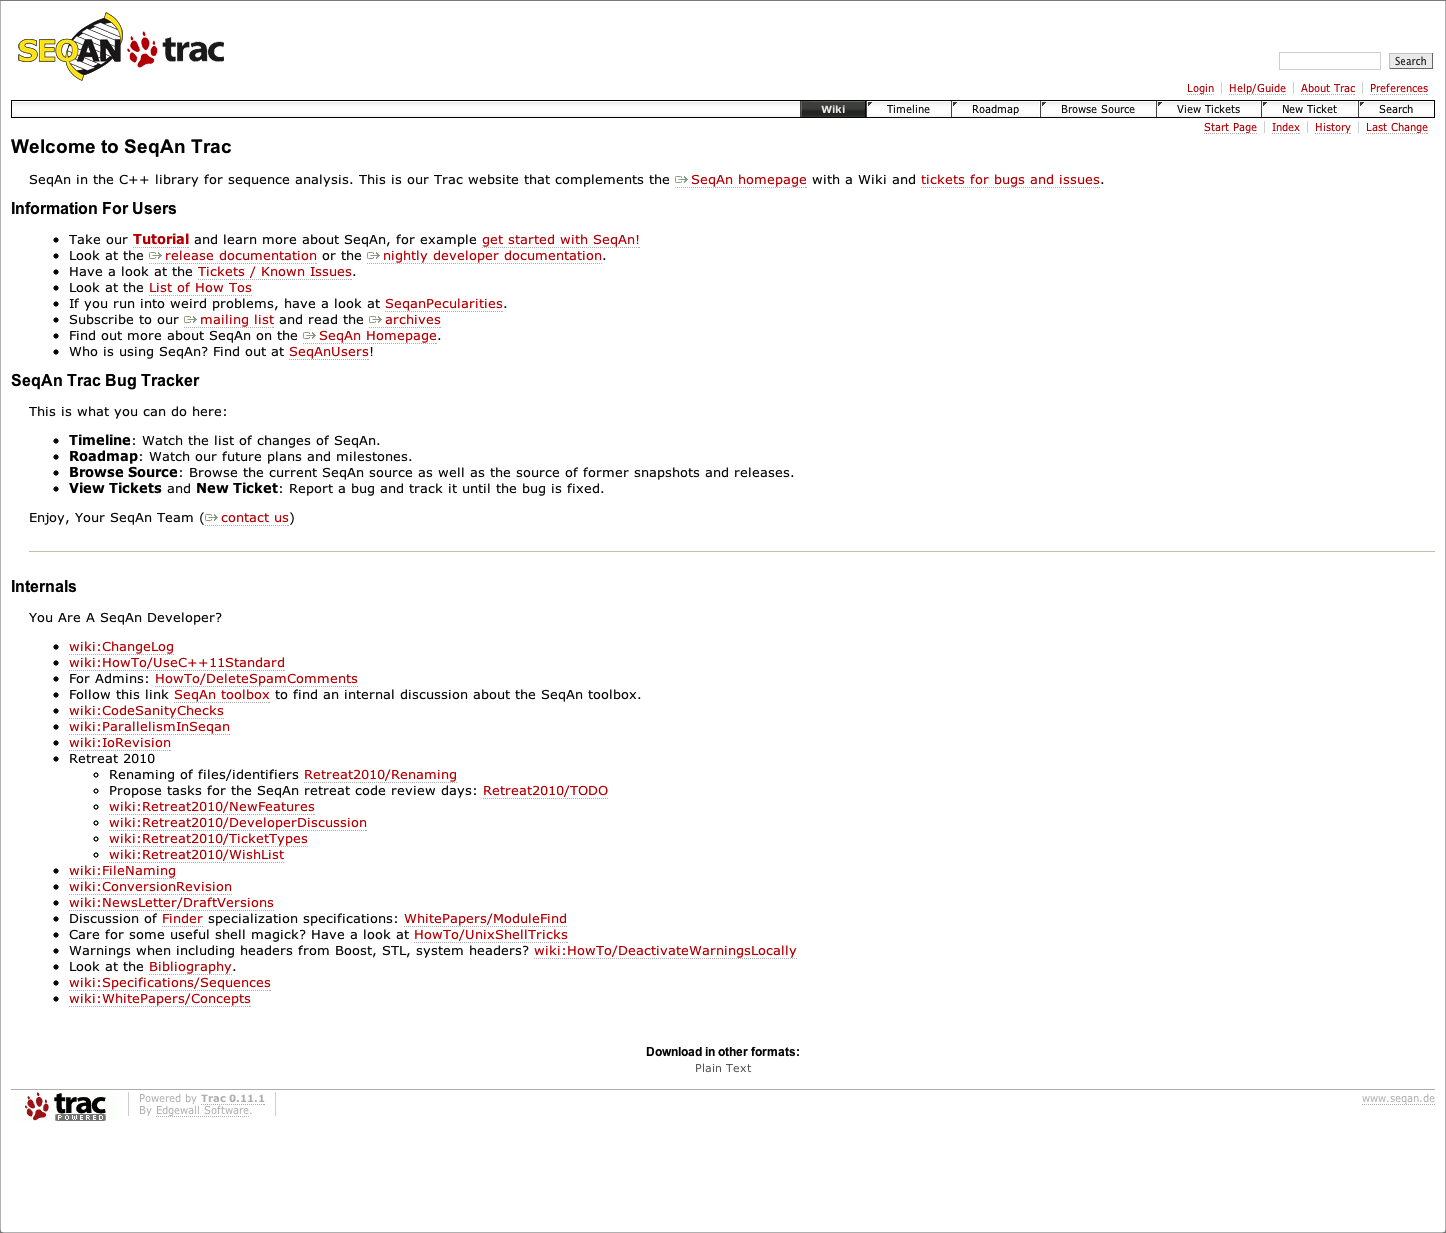 SEQAN trac
Search
Login Help/Guide About Trac Preferences
Wiki Timeline Roadmap Browse Source View Tickets New Ticket Search
Start Page Index History Last Change
Welcome to SeqAn Trac
SeqAn in the C++ library for sequence analysis. This is our Trac website that complements the SeqAn homepage with a Wiki and tickets for bugs and issues.
Information For Users
Take our Tutorial and learn more about SeqAn, for example get started with SeqAn!
Look at the release documentation or the nightly developer documentation.
Have a look at the Tickets / Known Issues.
Look at the List of How Tos
If you run into weird problems, have a look at SeqanPecularities.
Subscribe to our mailing list and read the archives
Find out more about SeqAn on the SeqAn Homepage.
Who is using SeqAn? Find out at SeqAnUsers!
SeqAn Trac Bug Tracker
This is what you can do here:
Timeline: Watch the list of changes of SeqAn.
Roadmap: Watch our future plans and milestones.
Browse Source: Browse the current SeqAn source as well as the source of former snapshots and releases.
View Tickets and New Ticket: Report a bug and track it until the bug is fixed.
Enjoy, Your SeqAn Team (contact us)
Internals
You Are A SeqAn Developer?
wiki:ChangeLog
wiki:HowTo/UseC++11Standard
For Admins: HowTo/DeleteSpamComments
Follow this link SeqAn toolbox to find an internal discussion about the SeqAn toolbox.
wiki:CodeSanityChecks
wiki:ParallelismInSeqan
wiki:IoRevision
Retreat 2010
Renaming of files/identifiers Retreat2010/Renaming
Propose tasks for the SeqAn retreat code review days: Retreat2010/TODO
wiki:Retreat2010/NewFeatures
wiki:Retreat2010/DeveloperDiscussion
wiki:Retreat2010/TicketTypes
wiki:Retreat2010/WishList
wiki:FileNaming
wiki:ConversionRevision
wiki:NewsLetter/DraftVersions
Discussion of Finder specialization specifications: WhitePapers/ModuleFind
Care for some useful shell magick? Have a look at HowTo/UnixShellTricks
Warnings when including headers from Boost, STL, system headers? wiki:HowTo/DeactivateWarningsLocally
Look at the Bibliography.
wiki:Specifications/Sequences
wiki:WhitePapers/Concepts
Download in other formats:
Plain Text
trac POWERED
Powered by Trac 0.11.1
By Edgewall Software.
www.seqan.de